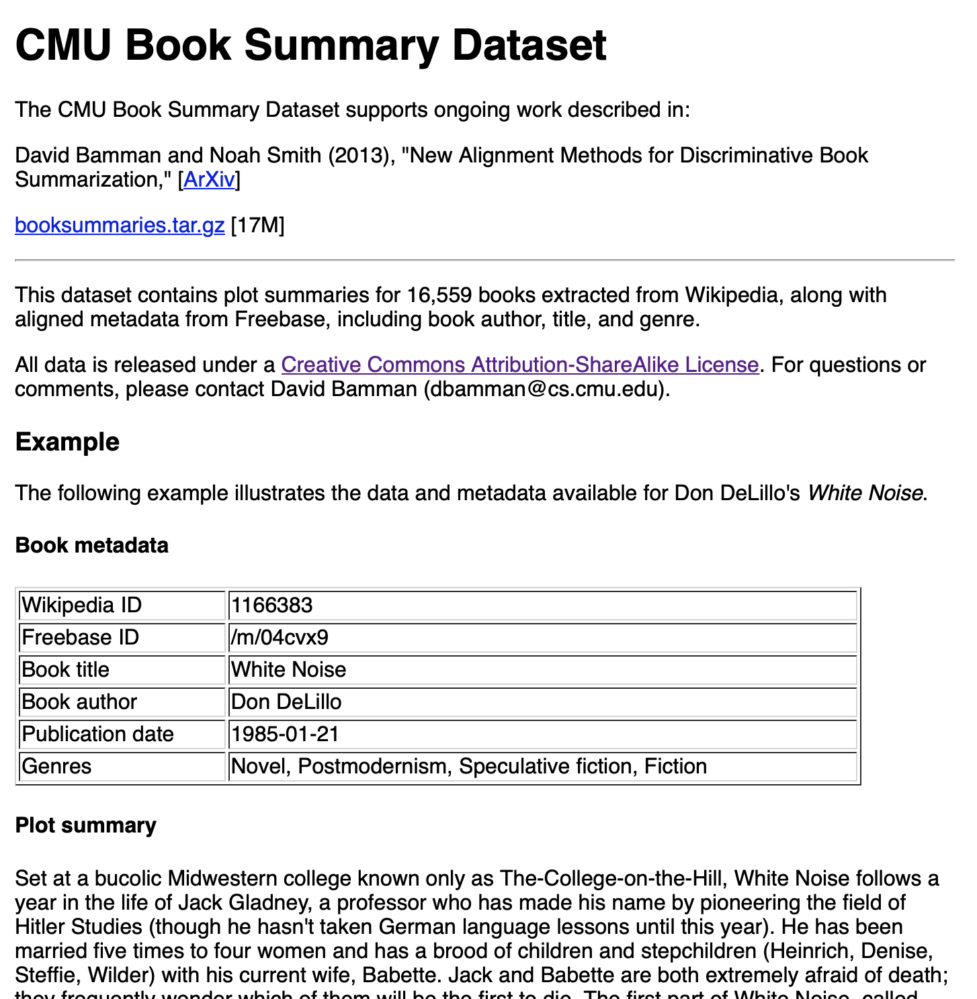 CMU Book Summary Dataset
The CMU Book Summary Dataset supports ongoing work described in:
David Bamman and Noah Smith (2013), "New Alignment Methods for Discriminative Book
Summarization," [ArXiv]
booksummaries.tar.gz [17M]
This dataset contains plot summaries for 16,559 books extracted from Wikipedia, along with
aligned metadata from Freebase, including book author, title, and genre.
All data is released under a Creative Commons Attribution-ShareAlike License. For questions or
comments, please contact David Bamman (dbamman@cs.cmu.edu).
Example
The following example illustrates the data and metadata available for Don DeLillo's White Noise.
Book metadata
Wikipedia ID 1166383
Freebase ID /m/04cvx9
Book title White Noise
Book author Don DeLillo
Publication date 1985-01-21
Genres Novel, Postmodernism, Speculative fiction, Fiction
Plot summary
Set at a bucolic Midwestern college known only as The-College-on-the-Hill, White Noise follows a
year in the life of Jack Gladney, a professor who has made his name by pioneering the field of
Hitler Studies (though he hasn't taken German language lessons until this year). He has been
married five times to four women and has a brood of children and stepchildren (Heinrich, Denise,
Steffie, Wilder) with his current wife, Babette. Jack and Babette are both extremely afraid of death;
they frequently wonder which of them will be the first to die. The first part of White Noise, called